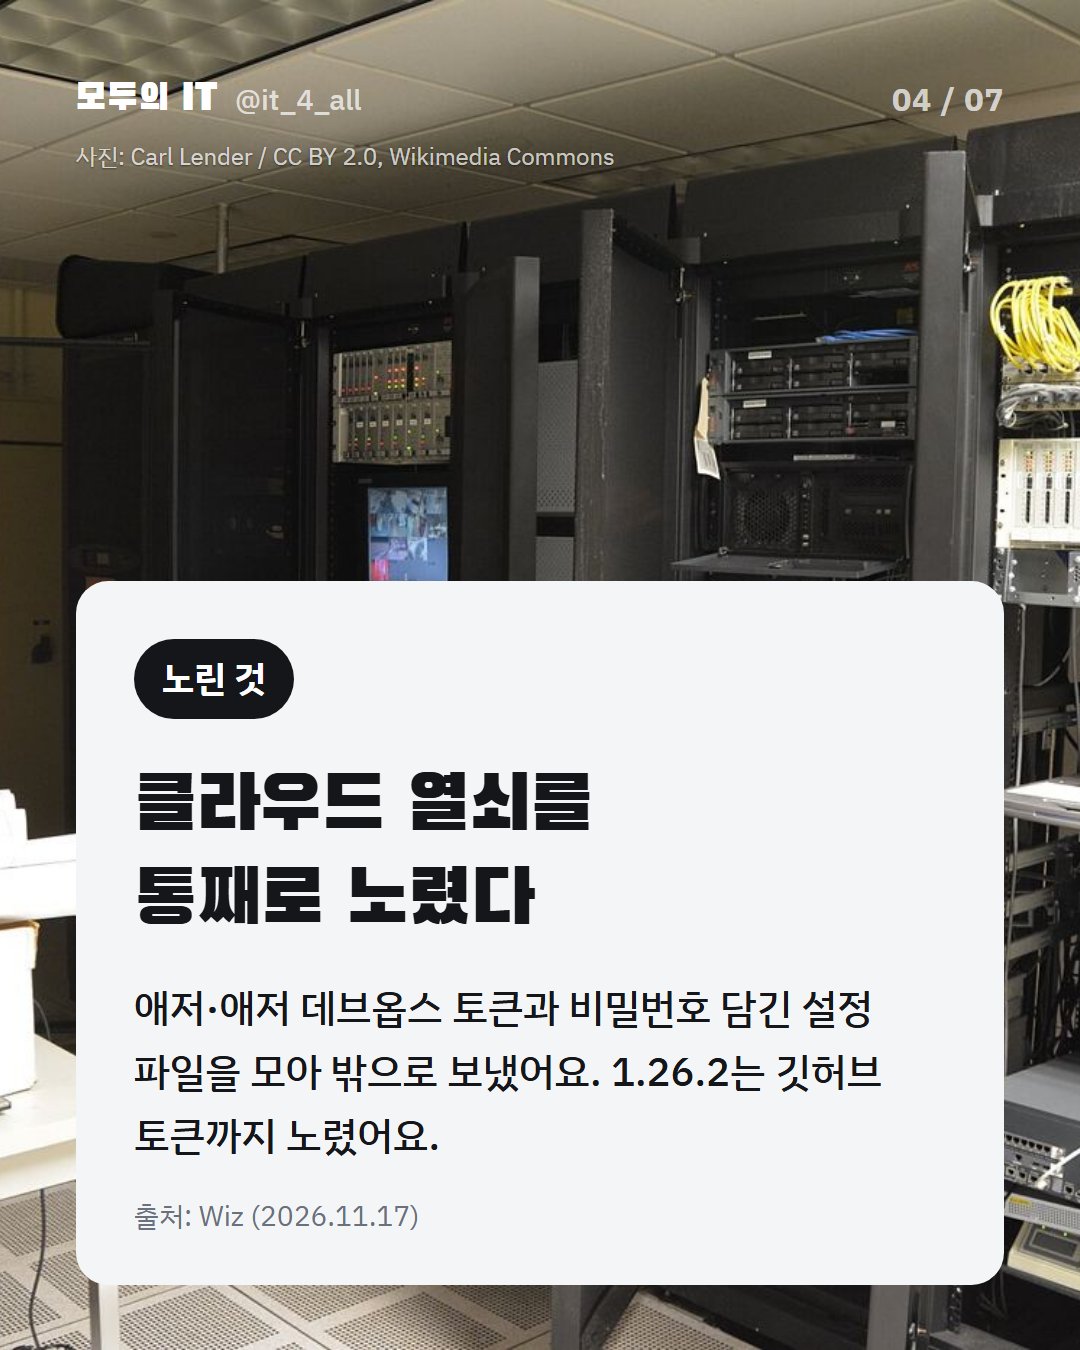 모두의 IT @it_4_all
04 / 07
사진: Carl Lender / CC BY 2.0, Wikimedia Commons
노린 것
클라우드 열쇠를
통째로 노렸다
애저·애저 데브옵스 토큰과 비밀번호 담긴 설정
파일을 모아 밖으로 보냈어요. 1.26.2는 깃허브
토큰까지 노렸어요.
출처: Wiz (2026.11.17)